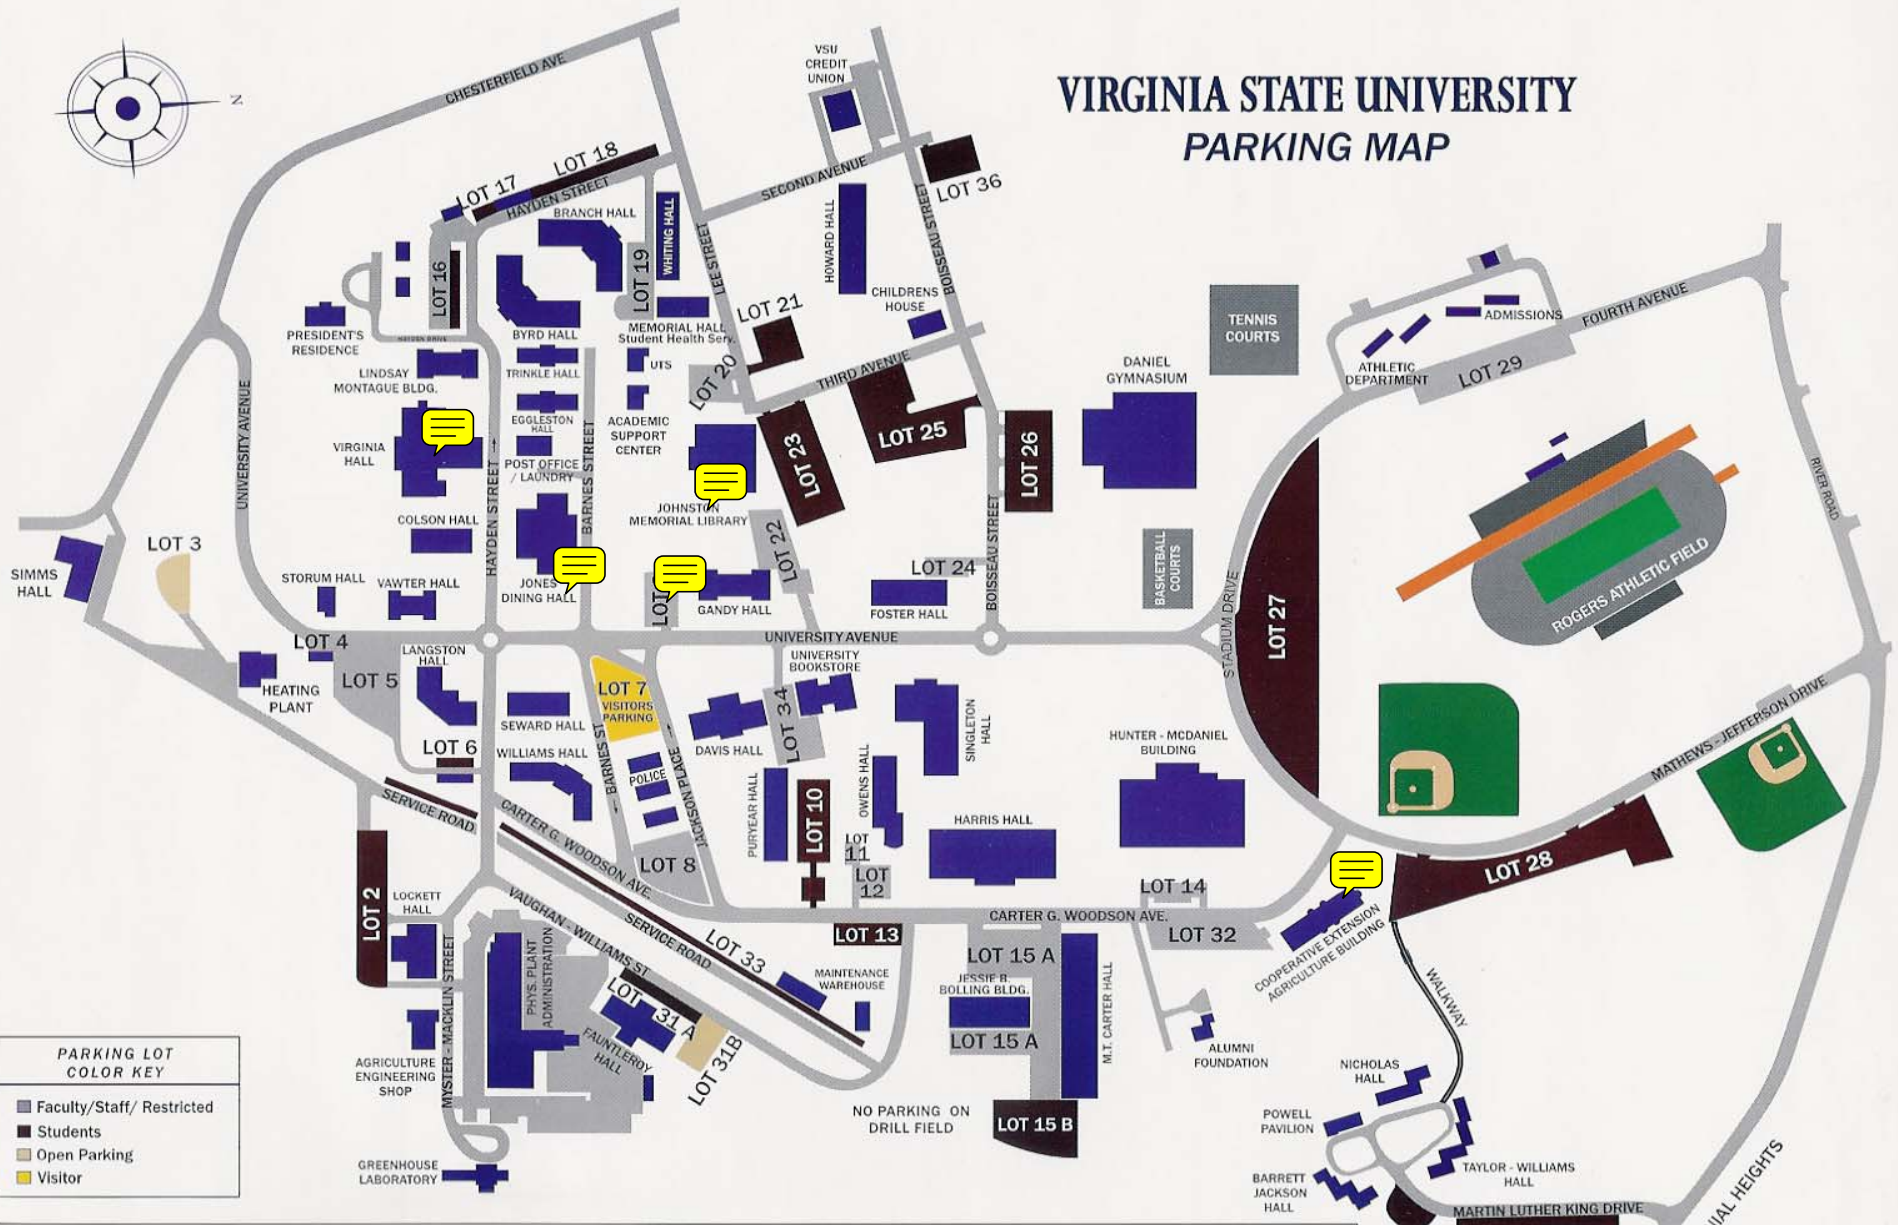 VIRGINIA STATE UNIVERSITY
PARKING MAP
N
CHESTERFIELD AVE
VSU
CREDIT
UNION
LOT 18
LOT 17
HAYDEN STREET
BRANCH HALL
WHITING HALL
SECOND AVENUE
LOT 36
HOWARD HALL
BOISSEAU STREET
LEE STREET
LOT 16
LOT 19
LOT 21
CHILDRENS
HOUSE
PRESIDENT'S
RESIDENCE
HAYDEN DRIVE
BYRD HALL
MEMORIAL HALL
Student Health Serv.
TENNIS
COURTS
ADMISSIONS
FOURTH AVENUE
ATHLETIC
DEPARTMENT
LOT 29
LINDSAY
MONTAGUE BLDG.
TRINKLE HALL
UTS
LOT 20
THIRD AVENUE
DANIEL
GYMNASIUM
UNIVERSITY AVENUE
VIRGINIA
HALL
EGGLESTON
HALL
ACADEMIC
SUPPORT
CENTER
LOT 23
LOT 25
LOT 26
POST OFFICE
/ LAUNDRY
BARNES STREET
HAYDEN STREET
RIVER ROAD
COLSON HALL
JOHNSTON
MEMORIAL LIBRARY
LOT 22
BOISSEAU STREET
BASKETBALL
COURTS
ROGERS ATHLETIC FIELD
LOT 3
SIMMS
HALL
STORUM HALL
VAWTER HALL
JONES
DINING HALL
LOT
GANDY HALL
LOT 24
FOSTER HALL
STADIUM DRIVE
LOT 27
UNIVERSITY AVENUE
LOT 4
LANGSTON
HALL
UNIVERSITY
BOOKSTORE
HEATING
PLANT
LOT 5
LOT 7
VISITORS
PARKING
SEWARD HALL
DAVIS HALL
LOT 34
SINGLETON
HALL
HUNTER - MCDANIEL
BUILDING
MATHEWS - JEFFERSON DRIVE
LOT 6
WILLIAMS HALL
BARNES ST
POLICE
JACKSON PLACE
PURYEAR HALL
LOT 10
OWENS HALL
HARRIS HALL
SERVICE ROAD
CARTER G. WOODSON AVE.
LOT 8
LOT
11
LOT
12
LOT 14
LOT 28
LOT 2
LOCKETT
HALL
VAUGHAN - WILLIAMS ST
SERVICE ROAD
LOT 33
LOT 13
CARTER G. WOODSON AVE.
LOT 32
COOPERATIVE EXTENSION
AGRICULTURE BUILDING
MYSTER - MACKLIN STREET
PHYS. PLANT
ADMINISTRATION
MAINTENANCE
WAREHOUSE
LOT 15 A
JESSIE B.
BOLLING BLDG.
LOT 15 A
M.T. CARTER HALL
WALKWAY
LOT 31 A
FAUNTLEROY
HALL
LOT 31B
ALUMNI
FOUNDATION
AGRICULTURE
ENGINEERING
SHOP
NICHOLAS
HALL
NO PARKING ON
DRILL FIELD
LOT 15 B
POWELL
PAVILION
GREENHOUSE
LABORATORY
BARRETT
JACKSON
HALL
TAYLOR - WILLIAMS
HALL
MARTIN LUTHER KING DRIVE
HEIGHTS
PARKING LOT
COLOR KEY
Faculty/Staff/ Restricted
Students
Open Parking
Visitor